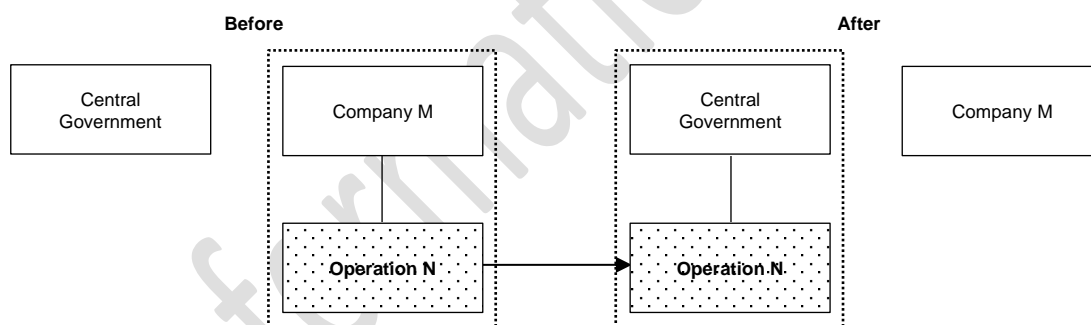 Before
After
Central
Government
Company M
Central
Government
Company M
Operation N
Operation N